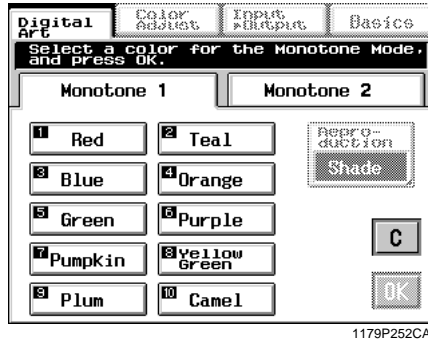 Digital
Art
Color
Adjust
Input
▸Output
Basics
Select a color for the Monotone Mode,
and press OK.
Monotone 1
Monotone 2
1 Red
2 Teal
Repro-
duction
Shade
3 Blue
4 Orange
5 Green
6 Purple
C
7 Pumpkin
8 Yellow
Green
9 Plum
10 Camel
OK
1179P252CA